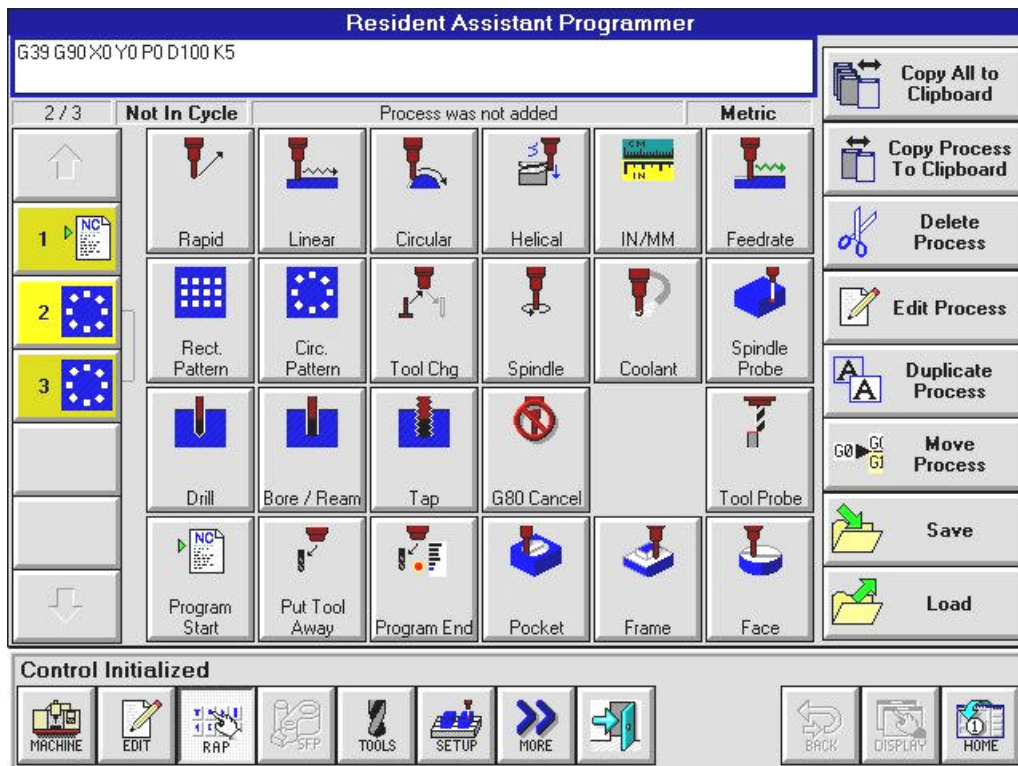 Resident Assistant Programmer
G39 G90 X0 Y0 P0 D100 K5
2 / 3
Not In Cycle
Process was not added
Metric
1
NC
2
3
Rapid
Linear
Circular
Helical
CM
IN
IN/MM
Feedrate
Rect.
Pattern
Circ.
Pattern
Tool Chg
Spindle
Coolant
Spindle
Probe
Drill
Bore / Ream
Tap
G80 Cancel
Tool Probe
NC
Program
Start
Put Tool
Away
Program End
Pocket
Frame
Face
Copy All to
Clipboard
Copy Process
To Clipboard
Delete
Process
Edit Process
A
A
Duplicate
Process
G0
G1
Move
Process
Save
Load
Control Initialized
MACHINE
EDIT
RAP
SFP
TOOLS
SETUP
MORE
BACK
DISPLAY
1
HOME